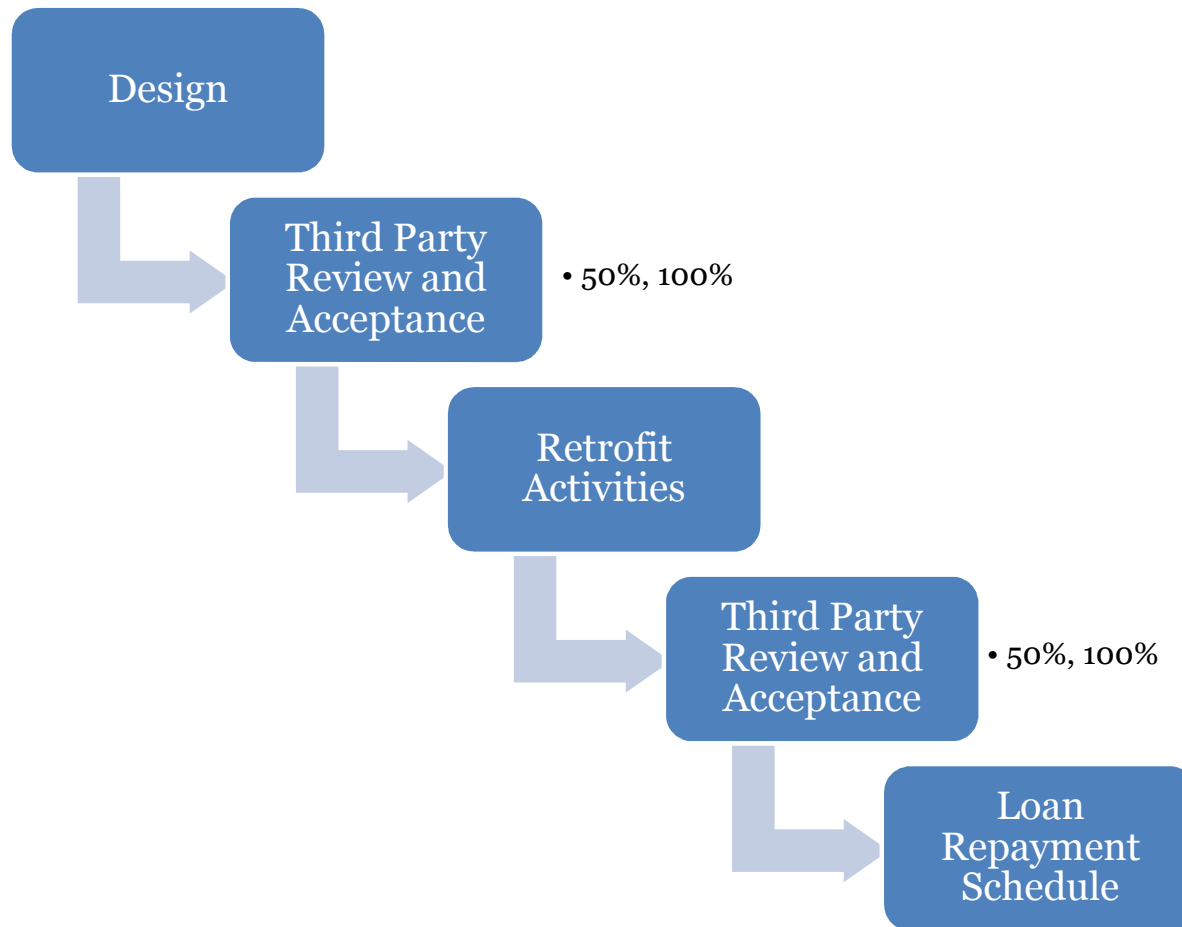 Design
Third Party
Review and
Acceptance
• 50%, 100%
Retrofit
Activities
Third Party
Review and
Acceptance
• 50%, 100%
Loan
Repayment
Schedule